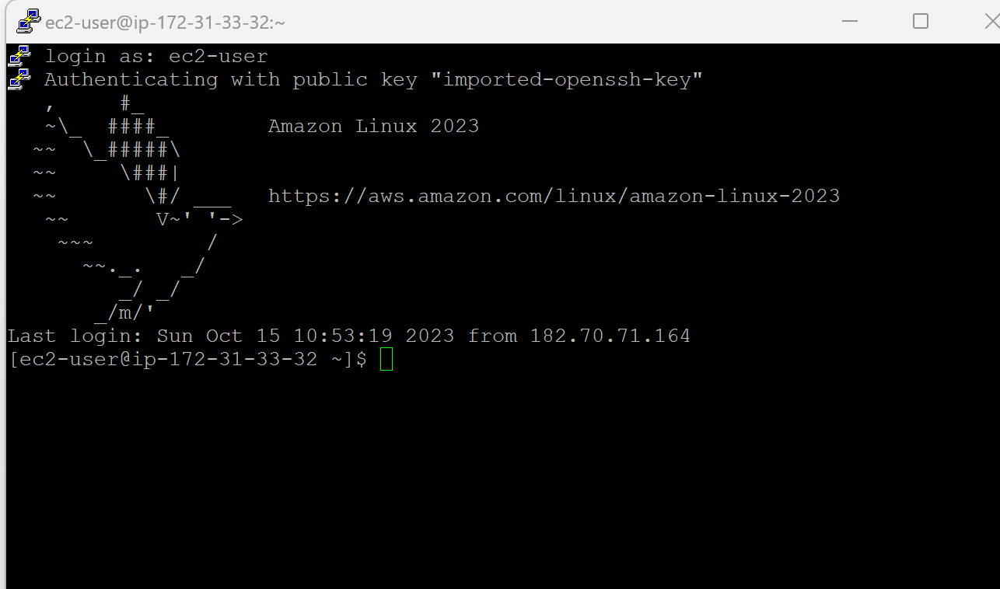 ec2-user@ip-172-31-33-32:~
login as: ec2-user
Authenticating with public key "imported-openssh-key"
   ,     #_
   ~\_  ####_        Amazon Linux 2023
  ~~  \_#####\
  ~~     \###|
  ~~       \#/ ___   https://aws.amazon.com/linux/amazon-linux-2023
   ~~       V~' '->
    ~~~         /
      ~~._.   _/
         _/ _/
       _/m/'
Last login: Sun Oct 15 10:53:19 2023 from 182.70.71.164
[ec2-user@ip-172-31-33-32 ~]$